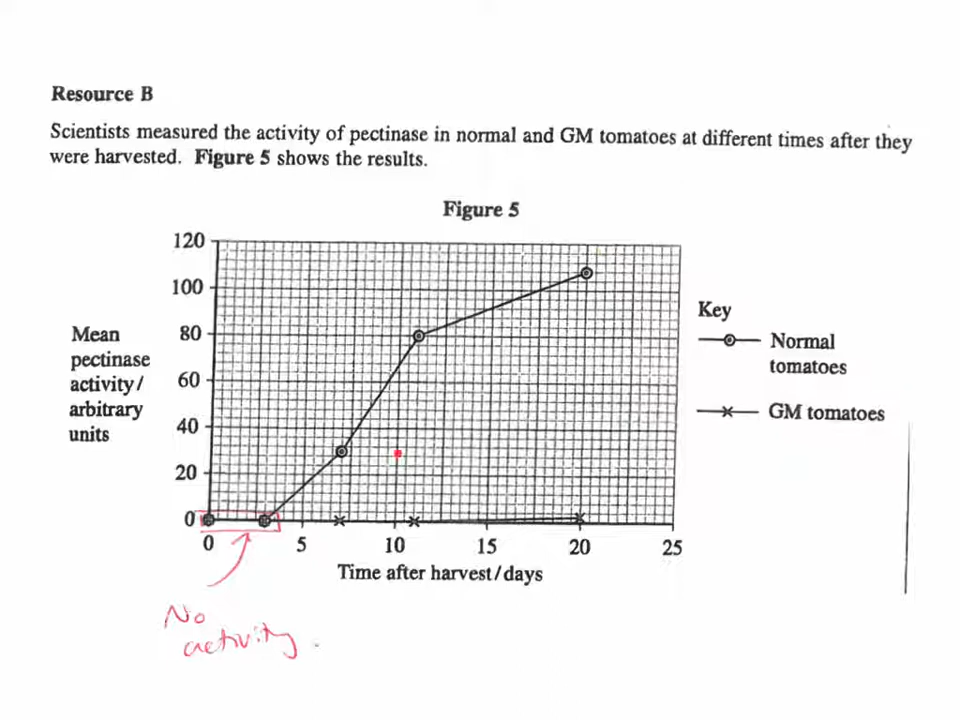 Resource B
Scientists measured the activity of pectinase in normal and GM tomatoes at different times after they
were harvested. Figure 5 shows the results.
Figure 5
120
100
80
60
40
20
0
Mean
pectinase
activity/
arbitrary
units
0 5 10 15 20 25
Time after harvest/days
Key
Normal
tomatoes
GM tomatoes
No
activity.